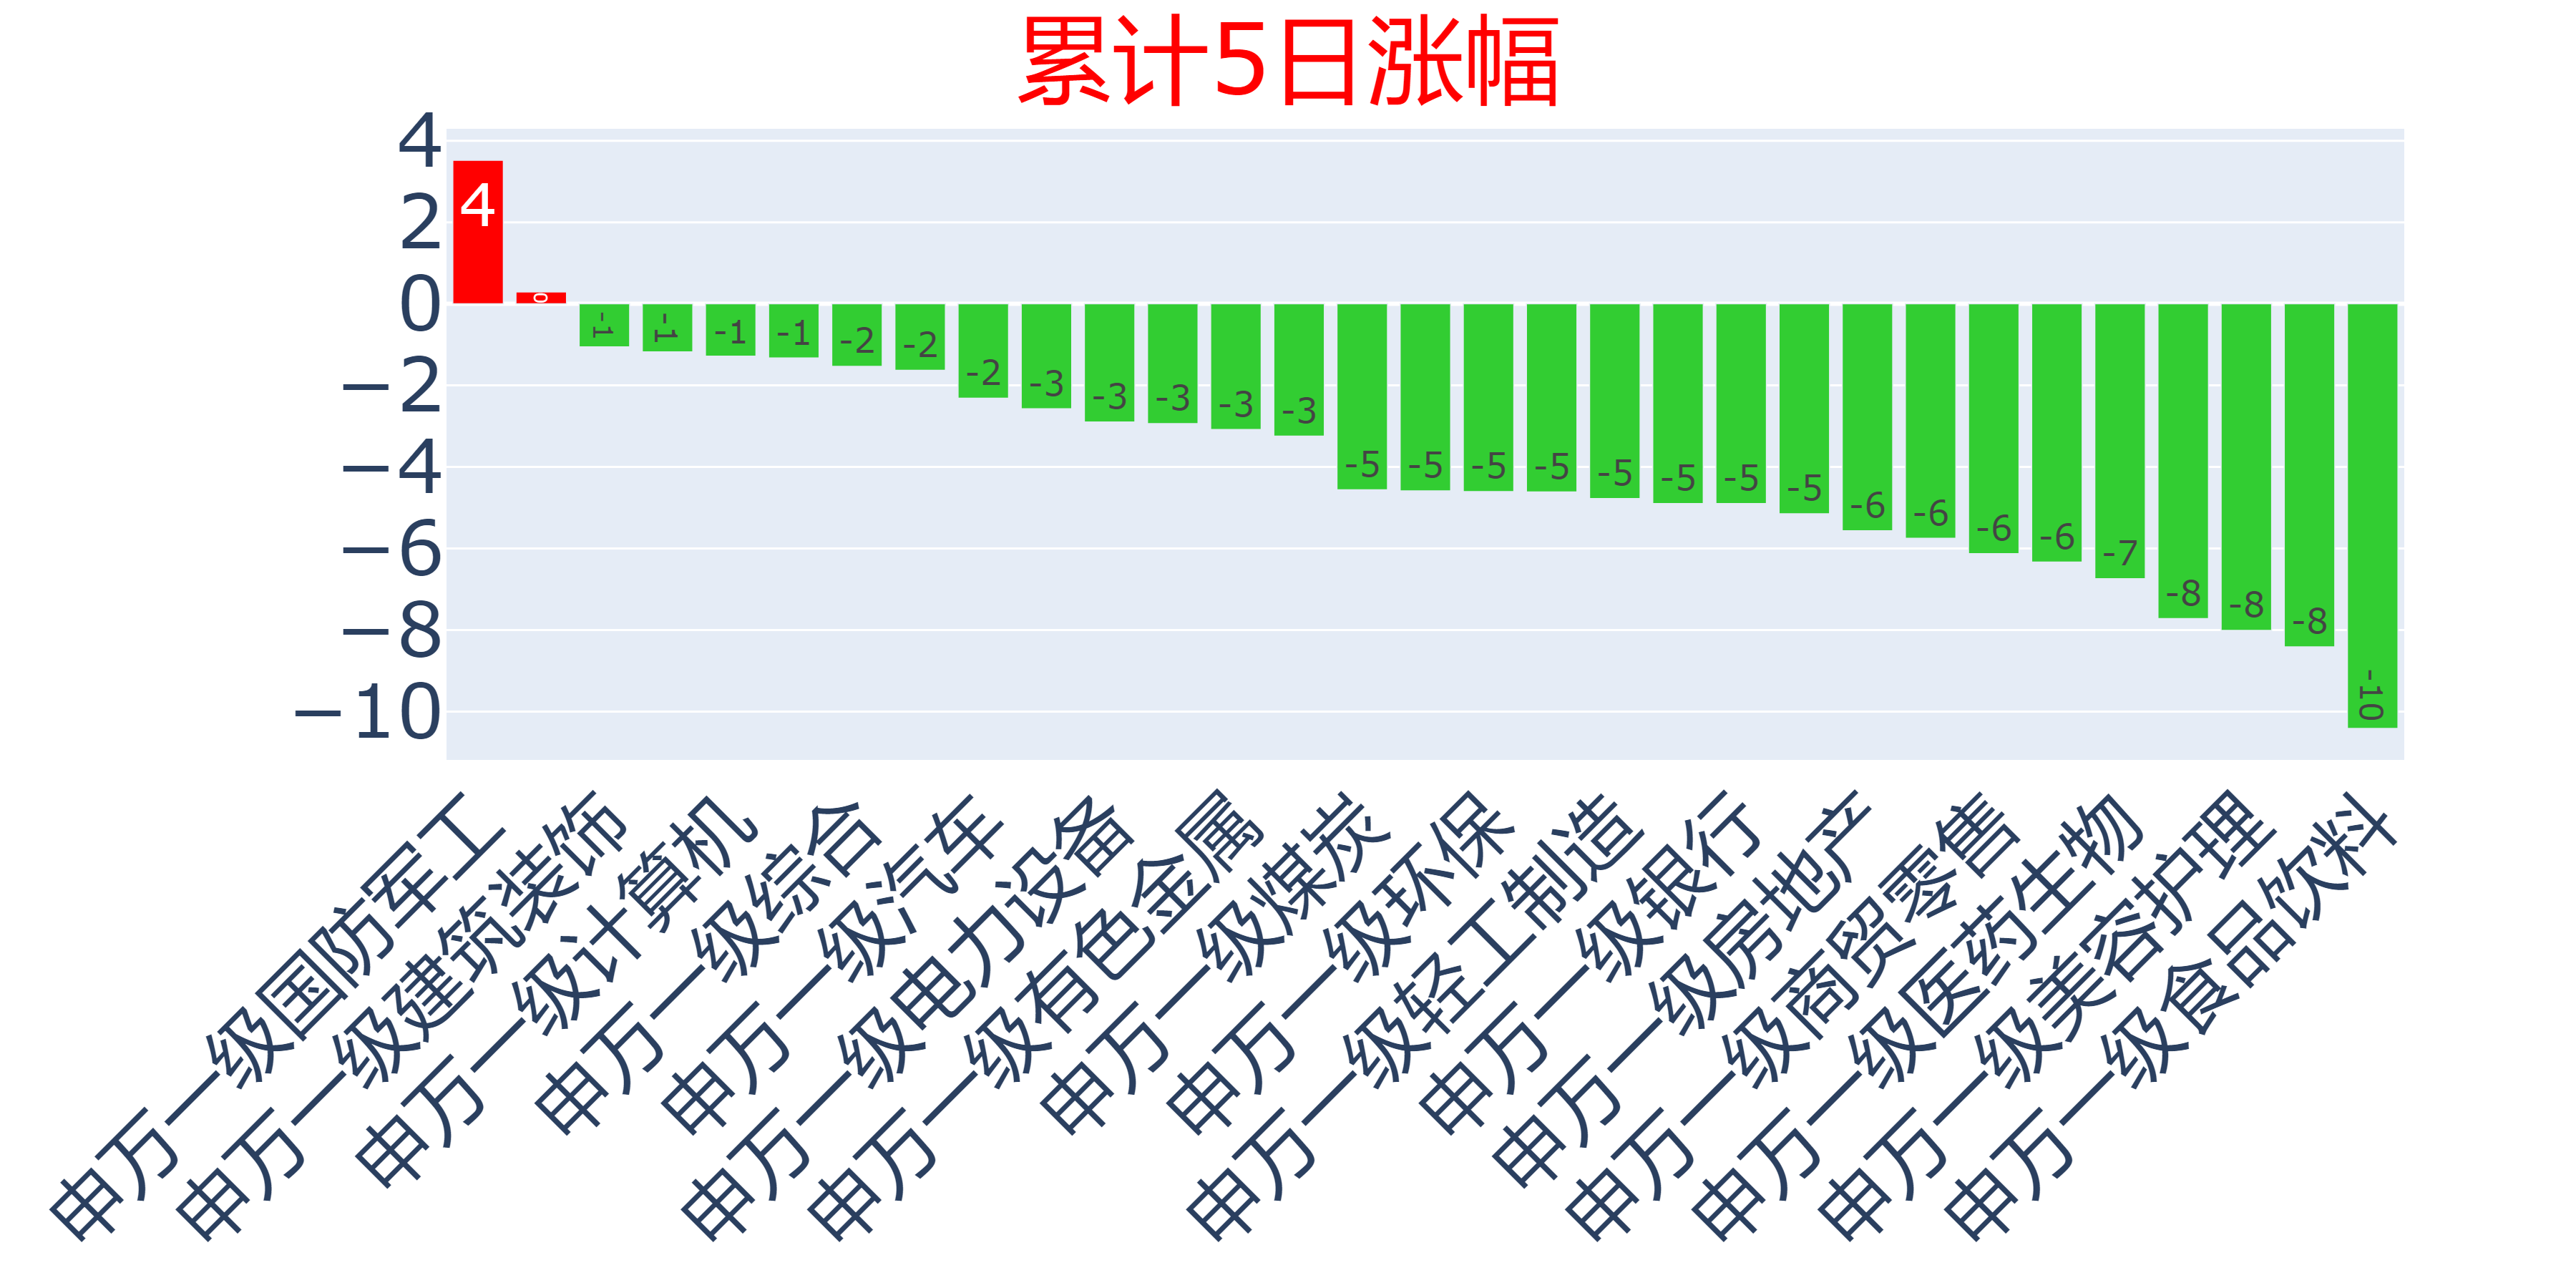 累计5日涨幅
4
2
0
−2
−4
−6
−8
−10
4
0
-1
-1
-1
-1
-2
-2
-2
-3
-3
-3
-3
-3
-5
-5
-5
-5
-5
-5
-5
-5
-6
-6
-6
-6
-7
-8
-8
-8
-10
申万一级国防军工
申万一级建筑装饰
申万一级计算机
申万一级综合
申万一级汽车
申万一级电力设备
申万一级有色金属
申万一级煤炭
申万一级环保
申万一级轻工制造
申万一级银行
申万一级房地产
申万一级商贸零售
申万一级医药生物
申万一级美容护理
申万一级食品饮料